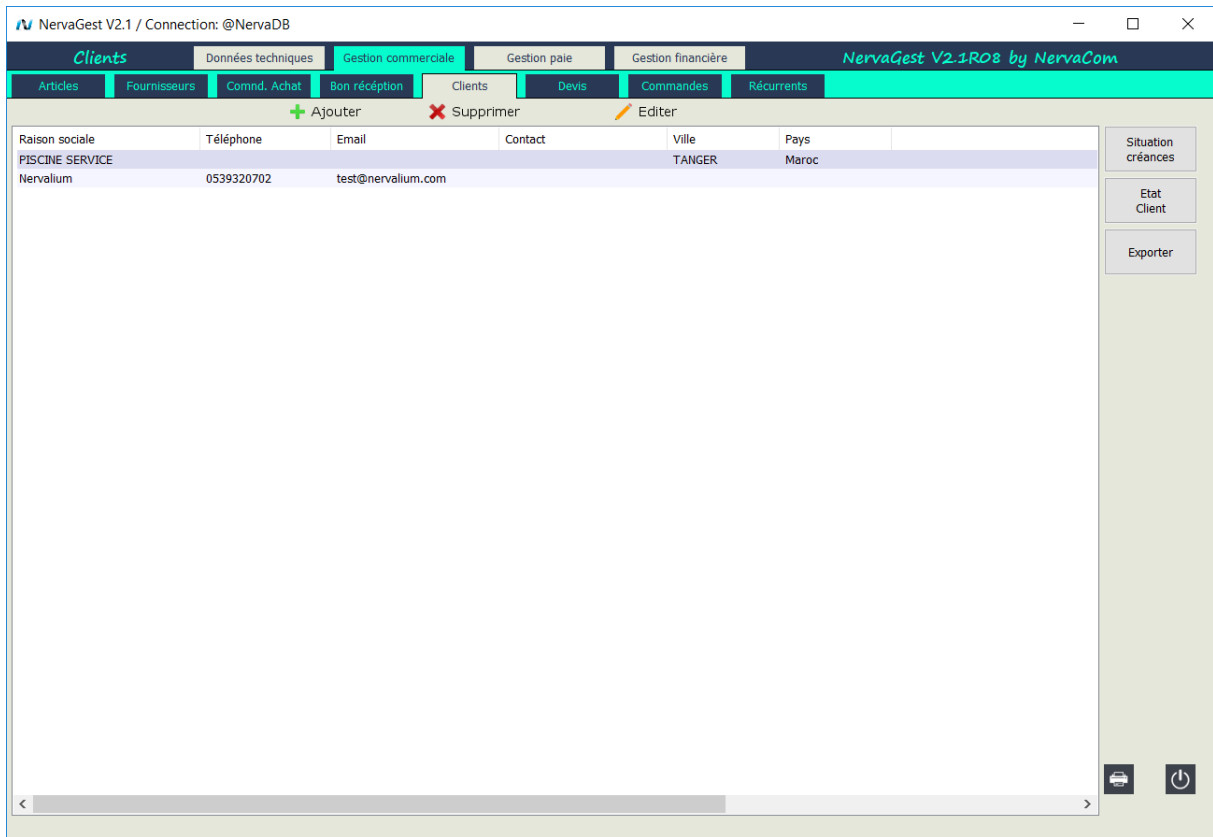 NervaGest V2.1 / Connection: @NervaDB
Clients Données techniques Gestion commerciale Gestion paie Gestion financière NervaGest V2.1R08 by NervaCom
Articles Fournisseurs Comnd. Achat Bon récéption Clients Devis Commandes Récurrents
Ajouter Supprimer Editer
Raison sociale Téléphone Email Contact Ville Pays
PISCINE SERVICE TANGER Maroc
Nervalium 0539320702 test@nervalium.com
Situation
créances
Etat
Client
Exporter